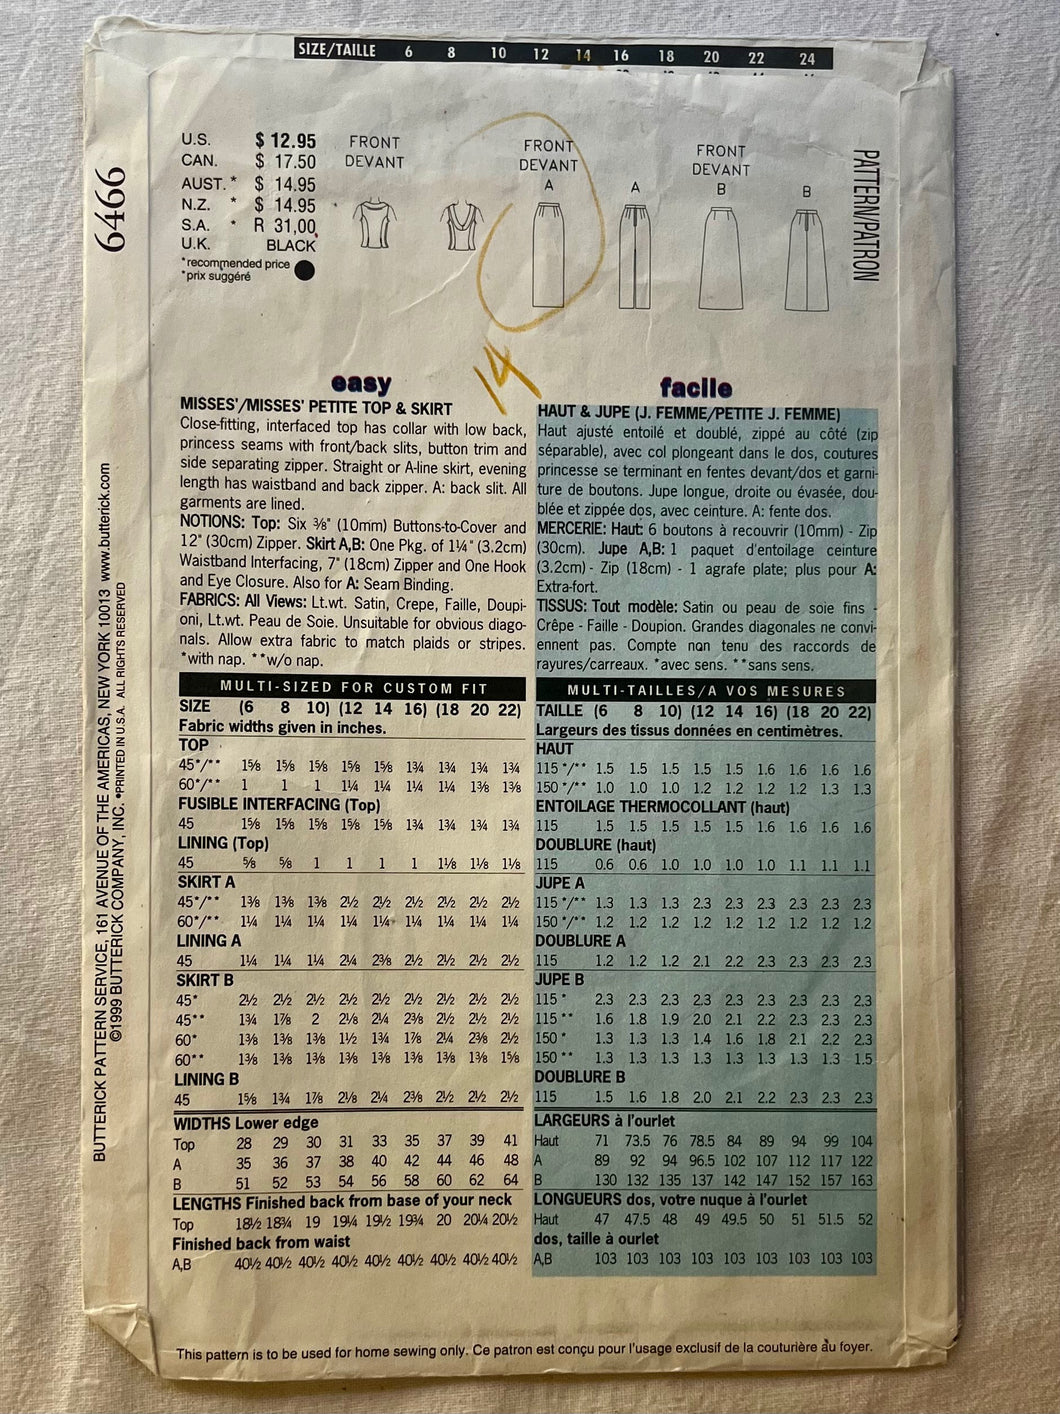 SIZE/TAILLE 6 8 10 12 14 16 18 20 22 24
6466
U.S. $ 12.95
CAN. $ 17.50
AUST. * $ 14.95
N.Z. * $ 14.95
S.A. * R 31,00
U.K. BLACK
*recommended price
*prix suggéré
FRONT
DEVANT
FRONT
DEVANT
A
A
FRONT
DEVANT
B
B
PATTERN/PATRON
14
easy
MISSES'/MISSES' PETITE TOP & SKIRT
Close-fitting, interfaced top has collar with low back,
princess seams with front/back slits, button trim and
side separating zipper. Straight or A-line skirt, evening
length has waistband and back zipper. A: back slit. All
garments are lined.
NOTIONS: Top: Six ⅜" (10mm) Buttons-to-Cover and
12" (30cm) Zipper. Skirt A,B: One Pkg. of 1¼" (3.2cm)
Waistband Interfacing, 7" (18cm) Zipper and One Hook
and Eye Closure. Also for A: Seam Binding.
FABRICS: All Views: Lt.wt. Satin, Crepe, Faille, Doupi-
oni, Lt.wt. Peau de Soie. Unsuitable for obvious diago-
nals. Allow extra fabric to match plaids or stripes.
*with nap. **w/o nap.
MULTI-SIZED FOR CUSTOM FIT
SIZE (6 8 10) (12 14 16) (18 20 22)
Fabric widths given in inches.
TOP
45*/** 1⅝ 1⅝ 1⅝ 1⅝ 1⅝ 1¾ 1¾ 1¾ 1¾
60*/** 1 1 1 1¼ 1¼ 1¼ 1¼ 1⅜ 1⅜
FUSIBLE INTERFACING (Top)
45 1⅝ 1⅝ 1⅝ 1⅝ 1⅝ 1¾ 1¾ 1¾ 1¾
LINING (Top)
45 ⅝ ⅝ 1 1 1 1 1⅛ 1⅛ 1⅛
SKIRT A
45*/** 1⅜ 1⅜ 1⅜ 2½ 2½ 2½ 2½ 2½ 2½
60*/** 1¼ 1¼ 1¼ 1¼ 1¼ 1¼ 1¼ 1¼ 1¼
LINING A
45 1¼ 1¼ 1¼ 2¼ 2⅜ 2½ 2½ 2½ 2½
SKIRT B
45* 2½ 2½ 2½ 2½ 2½ 2½ 2½ 2½ 2½
45** 1¾ 1⅞ 2 2⅛ 2¼ 2⅜ 2½ 2½ 2½
60* 1⅜ 1⅜ 1⅜ 1½ 1¾ 1⅞ 2¼ 2⅜ 2½
60** 1⅜ 1⅜ 1⅜ 1⅜ 1⅜ 1⅜ 1⅜ 1⅜ 1⅝
LINING B
45 1⅝ 1¾ 1⅞ 2⅛ 2¼ 2⅜ 2½ 2½ 2½
WIDTHS Lower edge
Top 28 29 30 31 33 35 37 39 41
A 35 36 37 38 40 42 44 46 48
B 51 52 53 54 56 58 60 62 64
LENGTHS Finished back from base of your neck
Top 18½ 18¾ 19 19¼ 19½ 19¾ 20 20¼ 20½
Finished back from waist
A,B 40½ 40½ 40½ 40½ 40½ 40½ 40½ 40½ 40½
facile
HAUT & JUPE (J. FEMME/PETITE J. FEMME)
Haut ajusté entoilé et doublé, zippé au côté (zip
séparable), avec col plongeant dans le dos, coutures
princesse se terminant en fentes devant/dos et garni-
ture de boutons. Jupe longue, droite ou évasée, dou-
blée et zippée dos, avec ceinture. A: fente dos.
MERCERIE: Haut: 6 boutons à recouvrir (10mm) - Zip
(30cm). Jupe A,B: 1 paquet d'entoilage ceinture
(3.2cm) - Zip (18cm) - 1 agrafe plate; plus pour A:
Extra-fort.
TISSUS: Tout modèle: Satin ou peau de soie fins -
Crêpe - Faille - Doupion. Grandes diagonales ne convi-
ennent pas. Compte non tenu des raccords de
rayures/carreaux. *avec sens. **sans sens.
MULTI-TAILLES/A VOS MESURES
TAILLE (6 8 10) (12 14 16) (18 20 22)
Largeurs des tissus données en centimètres.
HAUT
115*/** 1.5 1.5 1.5 1.5 1.5 1.6 1.6 1.6 1.6
150*/** 1.0 1.0 1.0 1.2 1.2 1.2 1.2 1.3 1.3
ENTOILAGE THERMOCOLLANT (haut)
115 1.5 1.5 1.5 1.5 1.5 1.6 1.6 1.6 1.6
DOUBLURE (haut)
115 0.6 0.6 1.0 1.0 1.0 1.0 1.1 1.1 1.1
JUPE A
115*/** 1.3 1.3 1.3 2.3 2.3 2.3 2.3 2.3 2.3
150*/** 1.2 1.2 1.2 1.2 1.2 1.2 1.2 1.2 1.2
DOUBLURE A
115 1.2 1.2 1.2 2.1 2.2 2.3 2.3 2.3 2.3
JUPE B
115* 2.3 2.3 2.3 2.3 2.3 2.3 2.3 2.3 2.3
115** 1.6 1.8 1.9 2.0 2.1 2.2 2.3 2.3 2.3
150* 1.3 1.3 1.3 1.4 1.6 1.8 2.1 2.2 2.3
150** 1.3 1.3 1.3 1.3 1.3 1.3 1.3 1.3 1.5
DOUBLURE B
115 1.5 1.6 1.8 2.0 2.1 2.2 2.3 2.3 2.3
LARGEURS à l'ourlet
Haut 71 73.5 76 78.5 84 89 94 99 104
A 89 92 94 96.5 102 107 112 117 122
B 130 132 135 137 142 147 152 157 163
LONGUEURS dos, votre nuque à l'ourlet
Haut 47 47.5 48 49 49.5 50 51 51.5 52
dos, taille à ourlet
A,B 103 103 103 103 103 103 103 103 103
BUTTERICK PATTERN SERVICE, 161 AVENUE OF THE AMERICAS, NEW YORK 10013 www.butterick.com
©1999 BUTTERICK COMPANY, INC. •PRINTED IN U.S.A. ALL RIGHTS RESERVED
This pattern is to be used for home sewing only. Ce patron est conçu pour l'usage exclusif de la couturière au foyer.